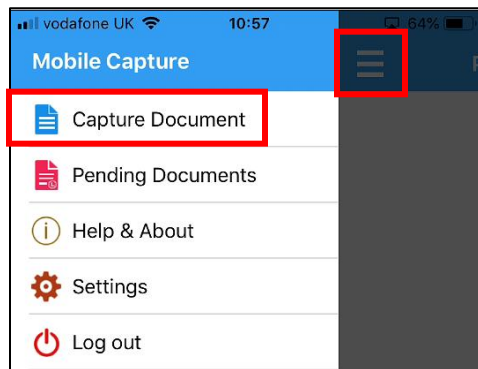 vodafone UK 10:57 64%
Mobile Capture
Capture Document
Pending Documents
Help & About
Settings
Log out